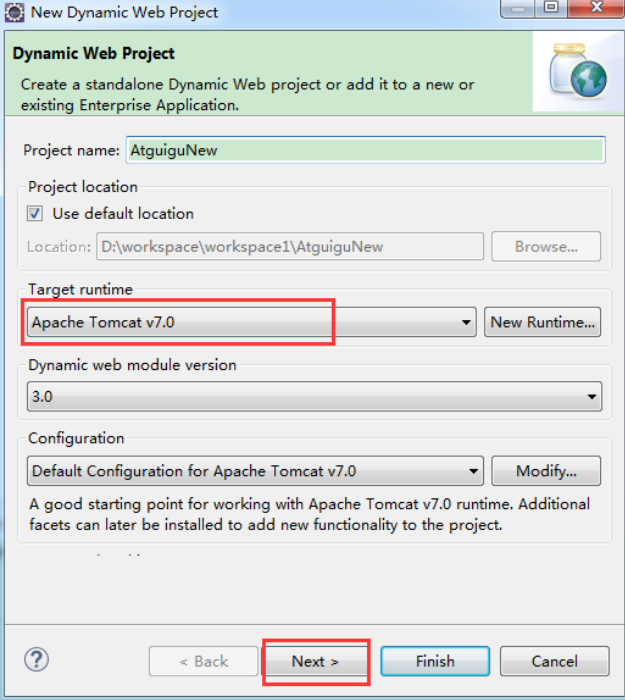 New Dynamic Web Project
Dynamic Web Project
Create a standalone Dynamic Web project or add it to a new or
existing Enterprise Application.
Project name: AtguiguNew
Project location
Use default location
Location: D:\workspace\workspace1\AtguiguNew Browse...
Target runtime
Apache Tomcat v7.0 New Runtime...
Dynamic web module version
3.0
Configuration
Default Configuration for Apache Tomcat v7.0 Modify...
A good starting point for working with Apache Tomcat v7.0 runtime. Additional
facets can later be installed to add new functionality to the project.
? < Back Next > Finish Cancel